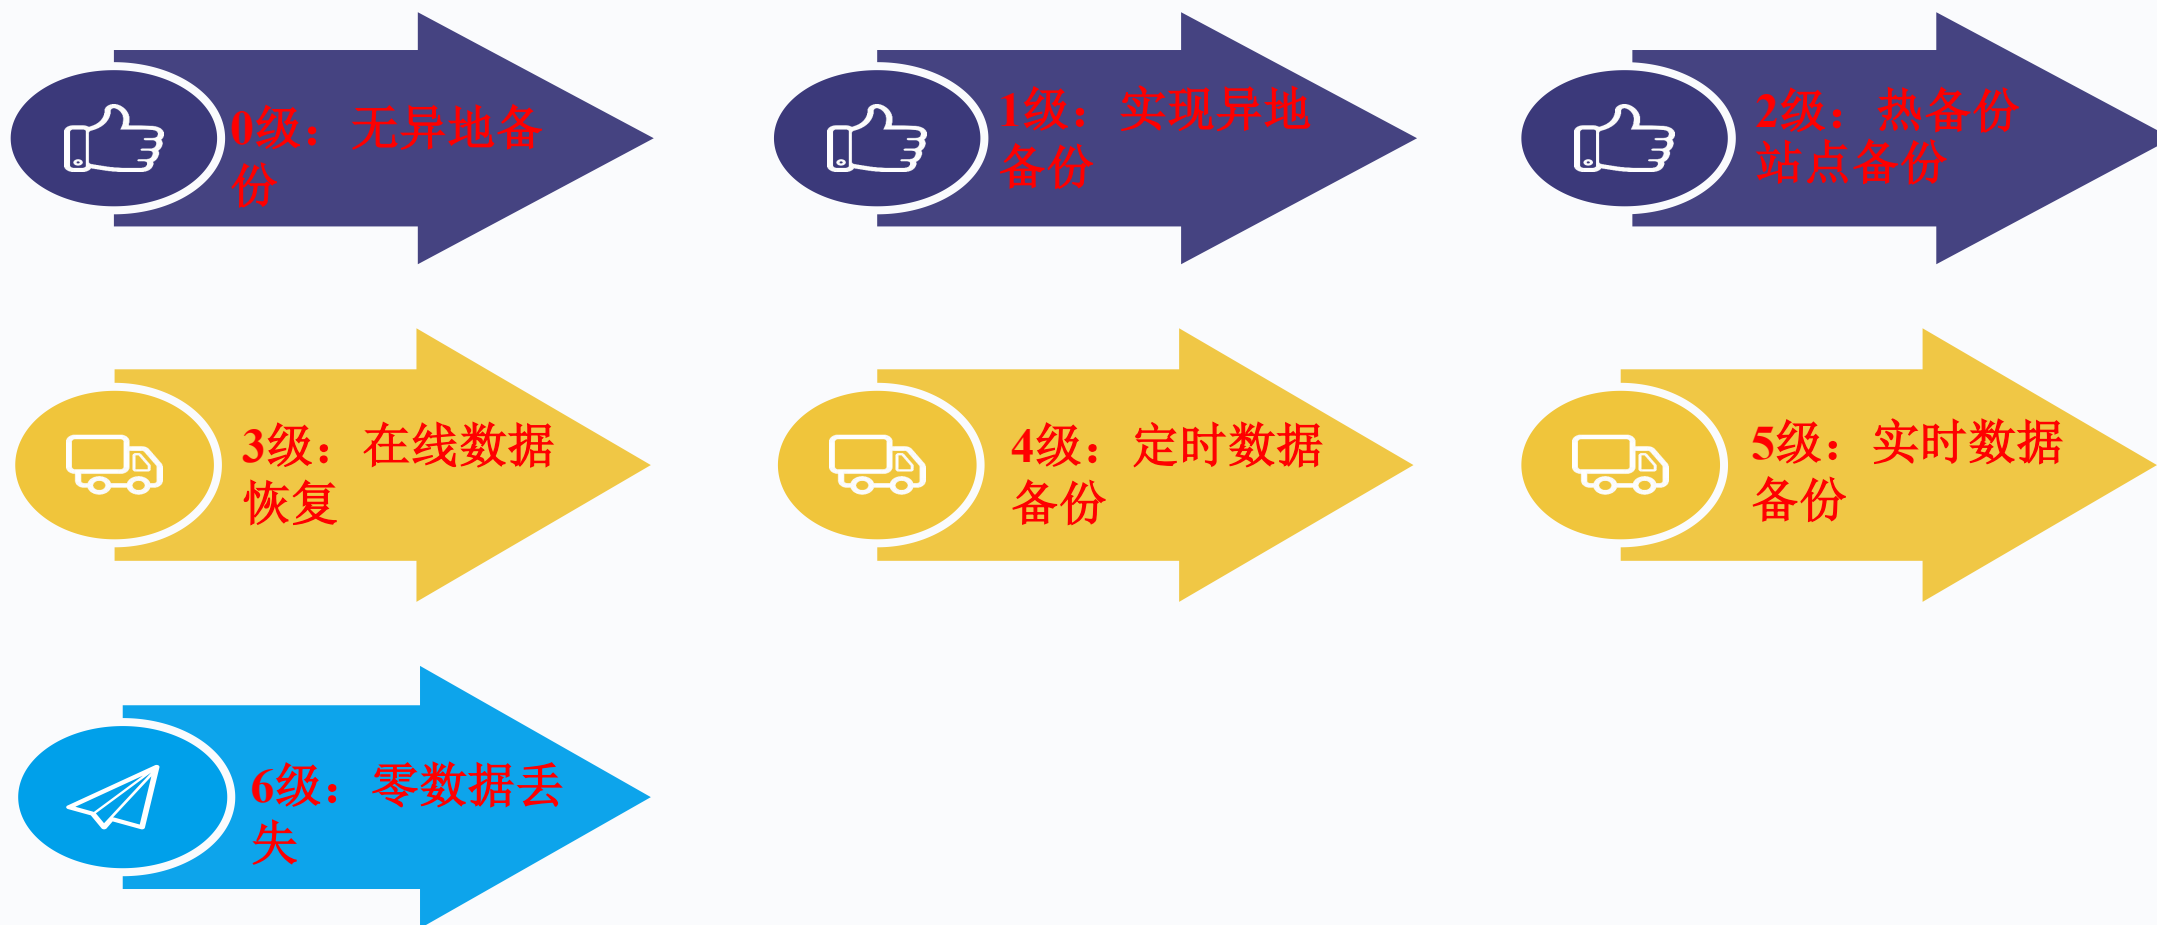 0级：无异地备
份
1级：实现异地
备份
2级：热备份
站点备份
3级：在线数据
恢复
4级：定时数据
备份
5级：实时数据
备份
6级：零数据丢
失